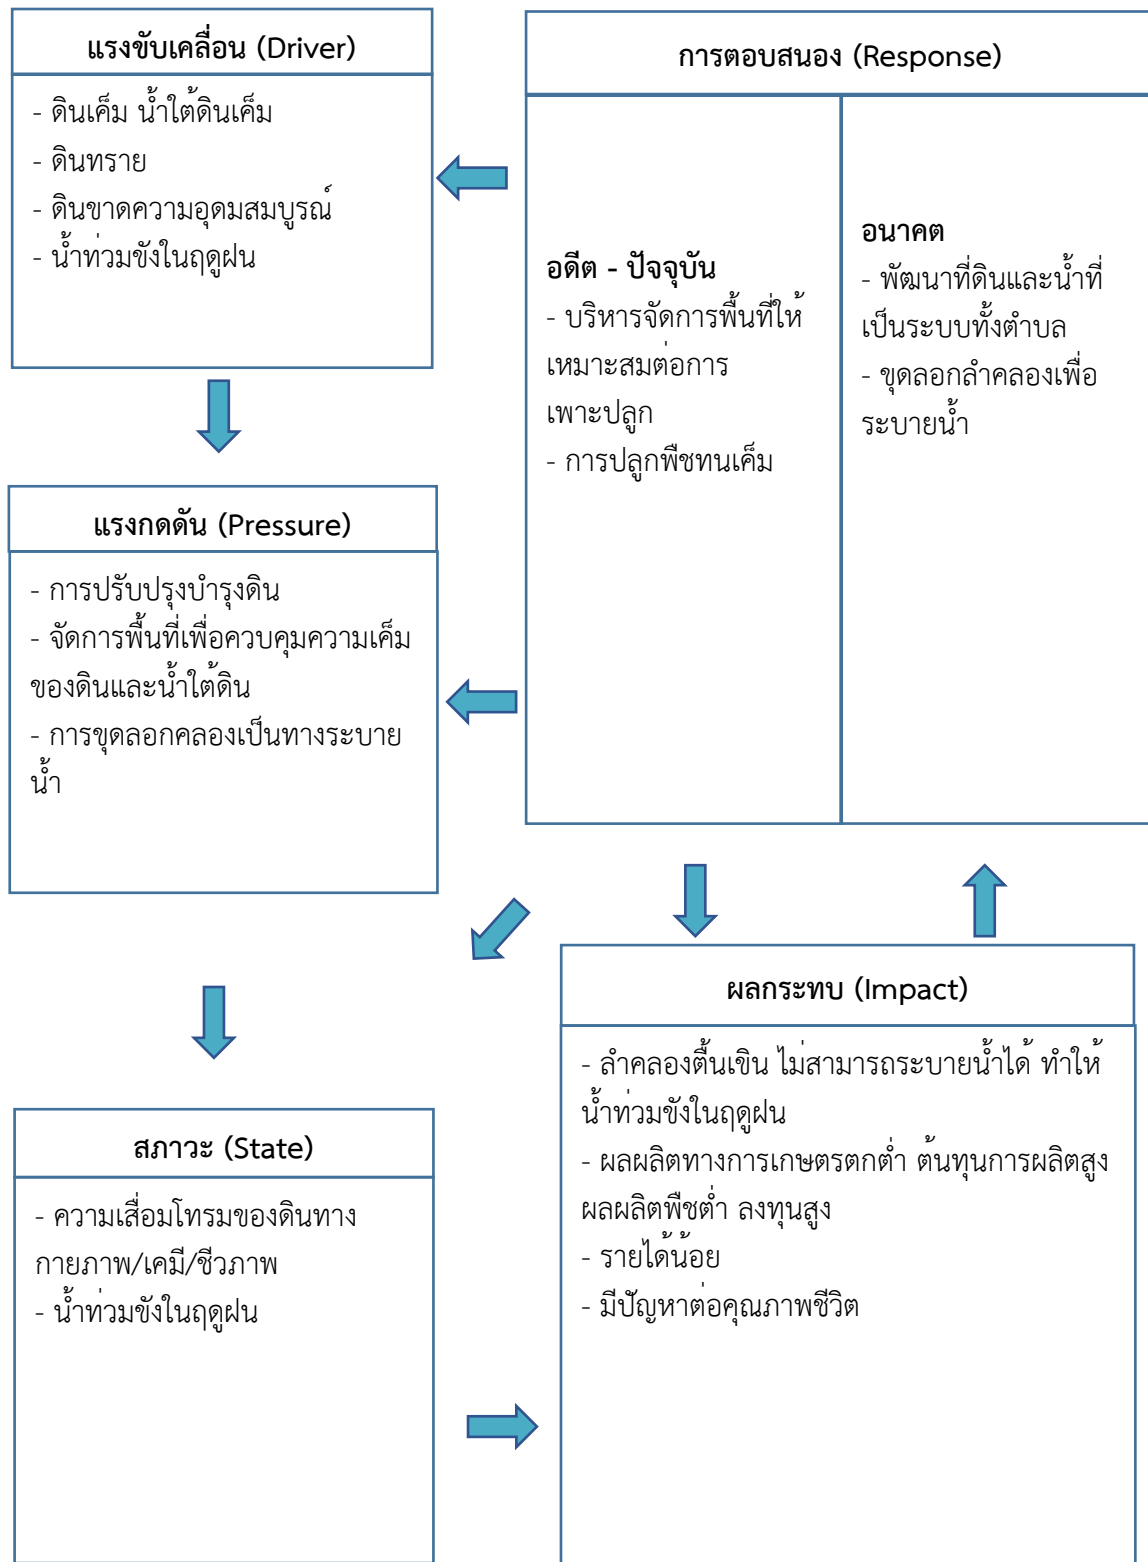 แรงขับเคลื่อน (Driver)
- ดินเค็ม น้ำใต้ดินเค็ม
- ดินทราย
- ดินขาดความอุดมสมบูรณ์
- น้ำท่วมขังในฤดูฝน
การตอบสนอง (Response)
อดีต - ปัจจุบัน
- บริหารจัดการพื้นที่ให้
เหมาะสมต่อการ
เพาะปลูก
- การปลูกพืชทนเค็ม
อนาคต
- พัฒนาที่ดินและน้ำที่
เป็นระบบทั้งตำบล
- ขุดลอกลำคลองเพื่อ
ระบายน้ำ
แรงกดดัน (Pressure)
- การปรับปรุงบำรุงดิน
- จัดการพื้นที่เพื่อควบคุมความเค็ม
ของดินและน้ำใต้ดิน
- การขุดลอกคลองเป็นทางระบาย
น้ำ
สภาวะ (State)
- ความเสื่อมโทรมของดินทาง
กายภาพ/เคมี/ชีวภาพ
- น้ำท่วมขังในฤดูฝน
ผลกระทบ (Impact)
- ลำคลองตื้นเขิน ไม่สามารถระบายน้ำได้ ทำให้
น้ำท่วมขังในฤดูฝน
- ผลผลิตทางการเกษตรตกต่ำ ต้นทุนการผลิตสูง
ผลผลิตพืชต่ำ ลงทุนสูง
- รายได้น้อย
- มีปัญหาต่อคุณภาพชีวิต